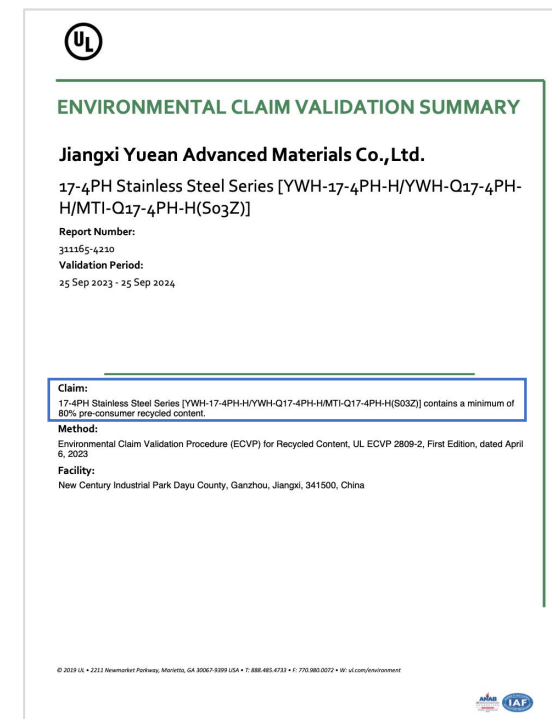 UL
ENVIRONMENTAL CLAIM VALIDATION SUMMARY
Jiangxi Yuean Advanced Materials Co.,Ltd.
17-4PH Stainless Steel Series [YWH-17-4PH-H/YWH-Q17-4PH-
H/MTI-Q17-4PH-H(S03Z)]
Report Number:
311165-4210
Validation Period:
25 Sep 2023 - 25 Sep 2024
Claim:
17-4PH Stainless Steel Series [YWH-17-4PH-H/YWH-Q17-4PH-H/MTI-Q17-4PH-H(S03Z)] contains a minimum of
80% pre-consumer recycled content.
Method:
Environmental Claim Validation Procedure (ECVP) for Recycled Content, UL ECVP 2809-2, First Edition, dated April
6, 2023
Facility:
New Century Industrial Park Dayu County, Ganzhou, Jiangxi, 341500, China
© 2019 UL • 2211 Newmarket Parkway, Marietta, GA 30067-9399 USA • T: 888.485.4733 • F: 770.980.0072 • W: ul.com/environment
ANAB
IAF